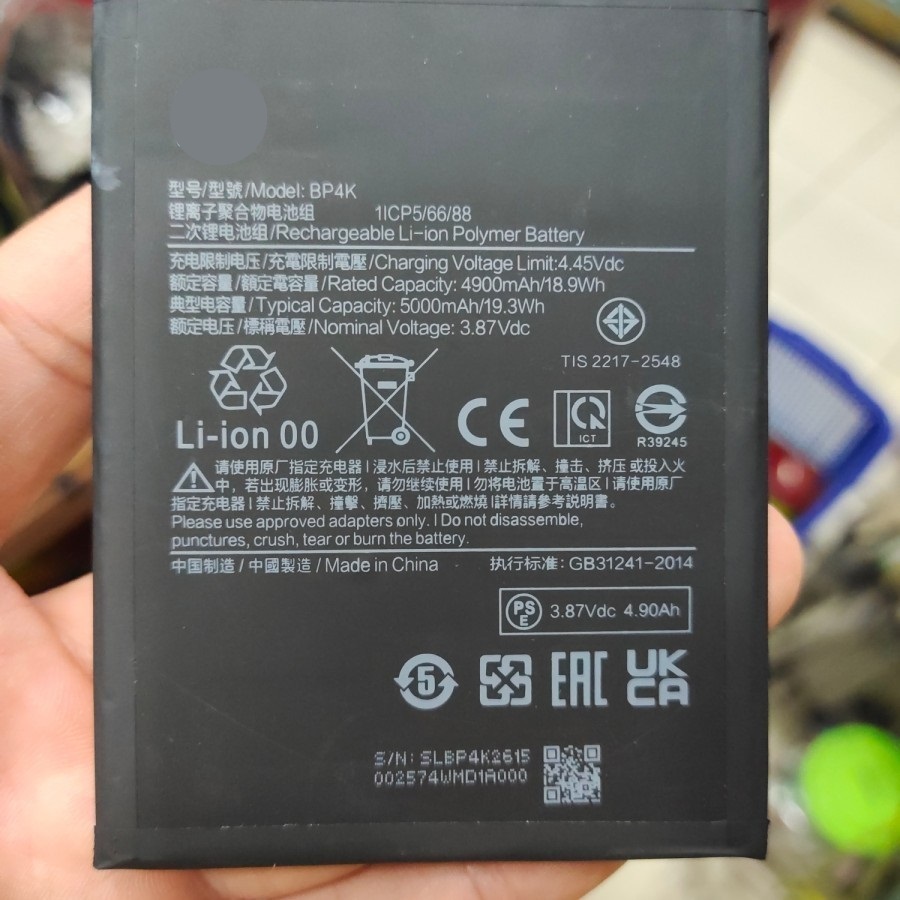 型号/型號/Model: BP4K
锂离子聚合物电池组 1ICP5/66/88
二次锂电池组/Rechargeable Li-ion Polymer Battery
充电限制电压/充電限制電壓/Charging Voltage Limit:4.45Vdc
额定容量/額定電容量/Rated Capacity: 4900mAh/18.9Wh
典型电容量/Typical Capacity: 5000mAh/19.3Wh
额定电压/標稱電壓/Nominal Voltage: 3.87Vdc
TIS 2217-2548
Li-ion 00
CE
ICT
R39245
请使用原厂指定充电器|浸水后禁止使用|禁止拆解、撞击、挤压或投入火
中，若出现膨胀或变形，请勿继续使用|勿将电池置于高温区|请使用原厂
指定充电器|禁止拆解、撞擊、擠壓、加熱或燃燒|詳情請參考說明書。
Please use approved adapters only. | Do not disassemble,
punctures, crush, tear or burn the battery.
中国制造/中國製造/Made in China 执行标准: GB31241-2014
PS
E
3.87Vdc 4.90Ah
5
EAC
UK
CA
S/N: SLBP4K2615
002574WMD1A000